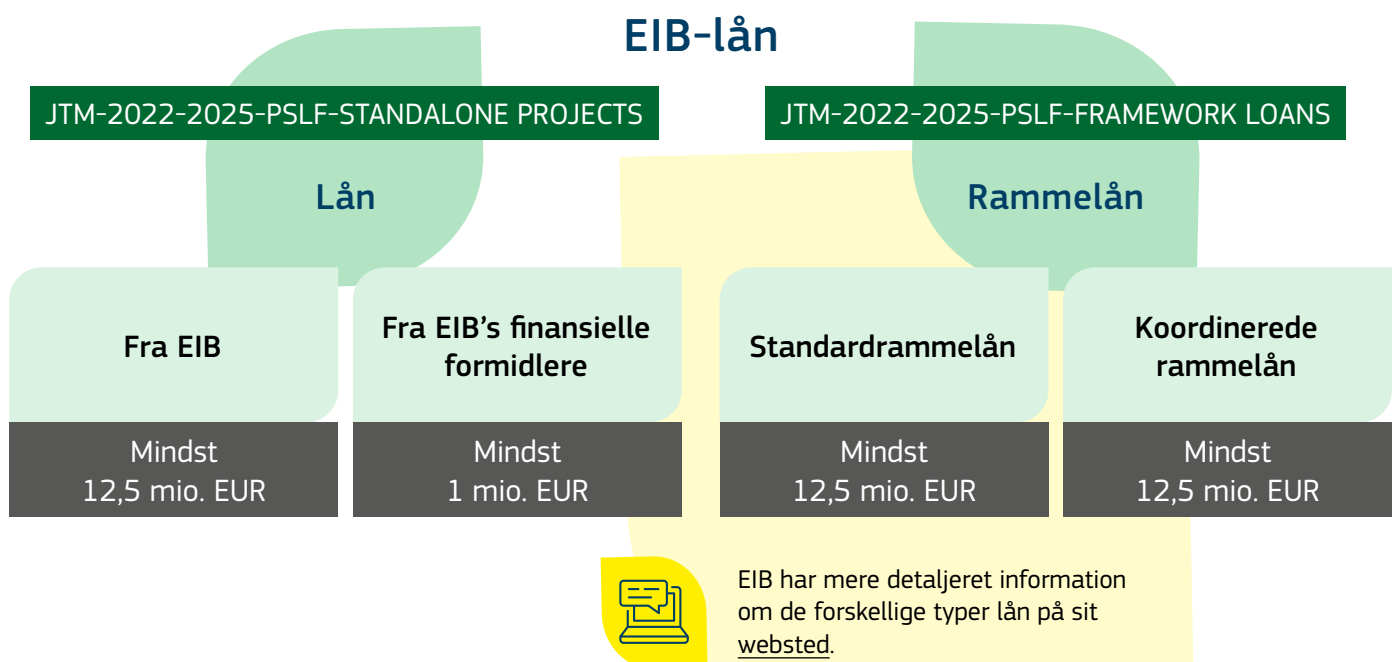 EIB-lån
JTM-2022-2025-PSLF-STANDALONE PROJECTS
Lån
Fra EIB
Mindst
12,5 mio. EUR
Fra EIB's finansielle
formidlere
Mindst
1 mio. EUR
JTM-2022-2025-PSLF-FRAMEWORK LOANS
Rammelån
Standardrammelån
Mindst
12,5 mio. EUR
Koordinerede
rammelån
Mindst
12,5 mio. EUR
EIB har mere detaljeret information
om de forskellige typer lån på sit
websted.